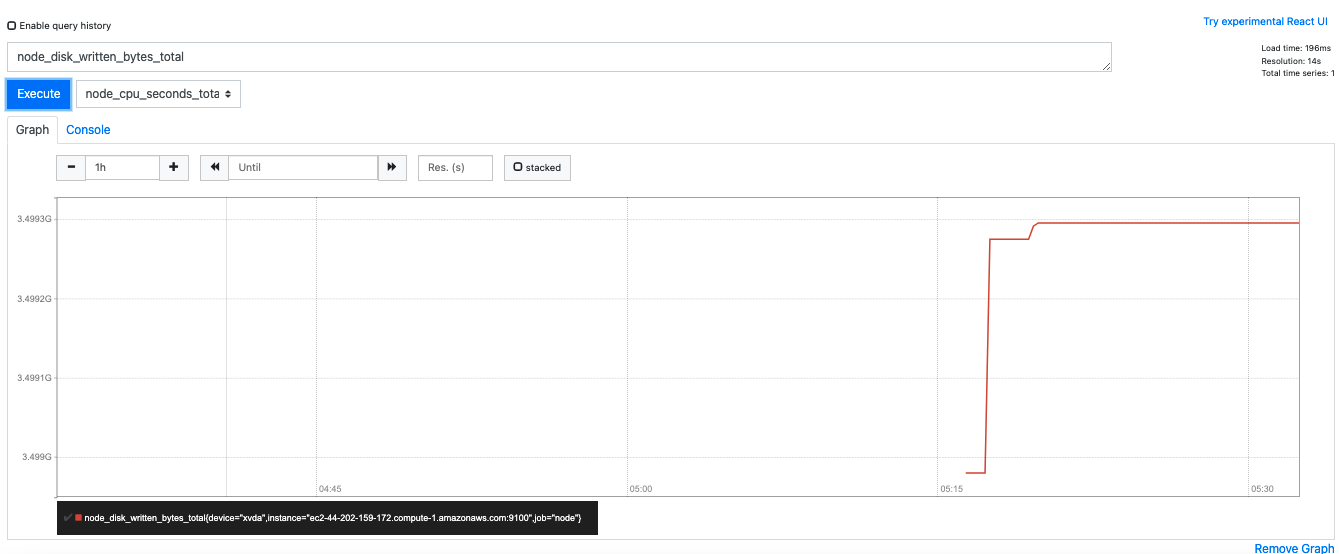 Enable query history
Try experimental React UI
node_disk_written_bytes_total
Load time: 196ms
Resolution: 14s
Total time series: 1
Execute
node_cpu_seconds_tota
Graph
Console
1h
Until
Res. (s)
stacked
3.4993G
3.4992G
3.4991G
3.499G
04:45
05:00
05:15
05:30
node_disk_written_bytes_total{device="xvda",instance="ec2-44-202-159-172.compute-1.amazonaws.com:9100",job="node"}
Remove Graph